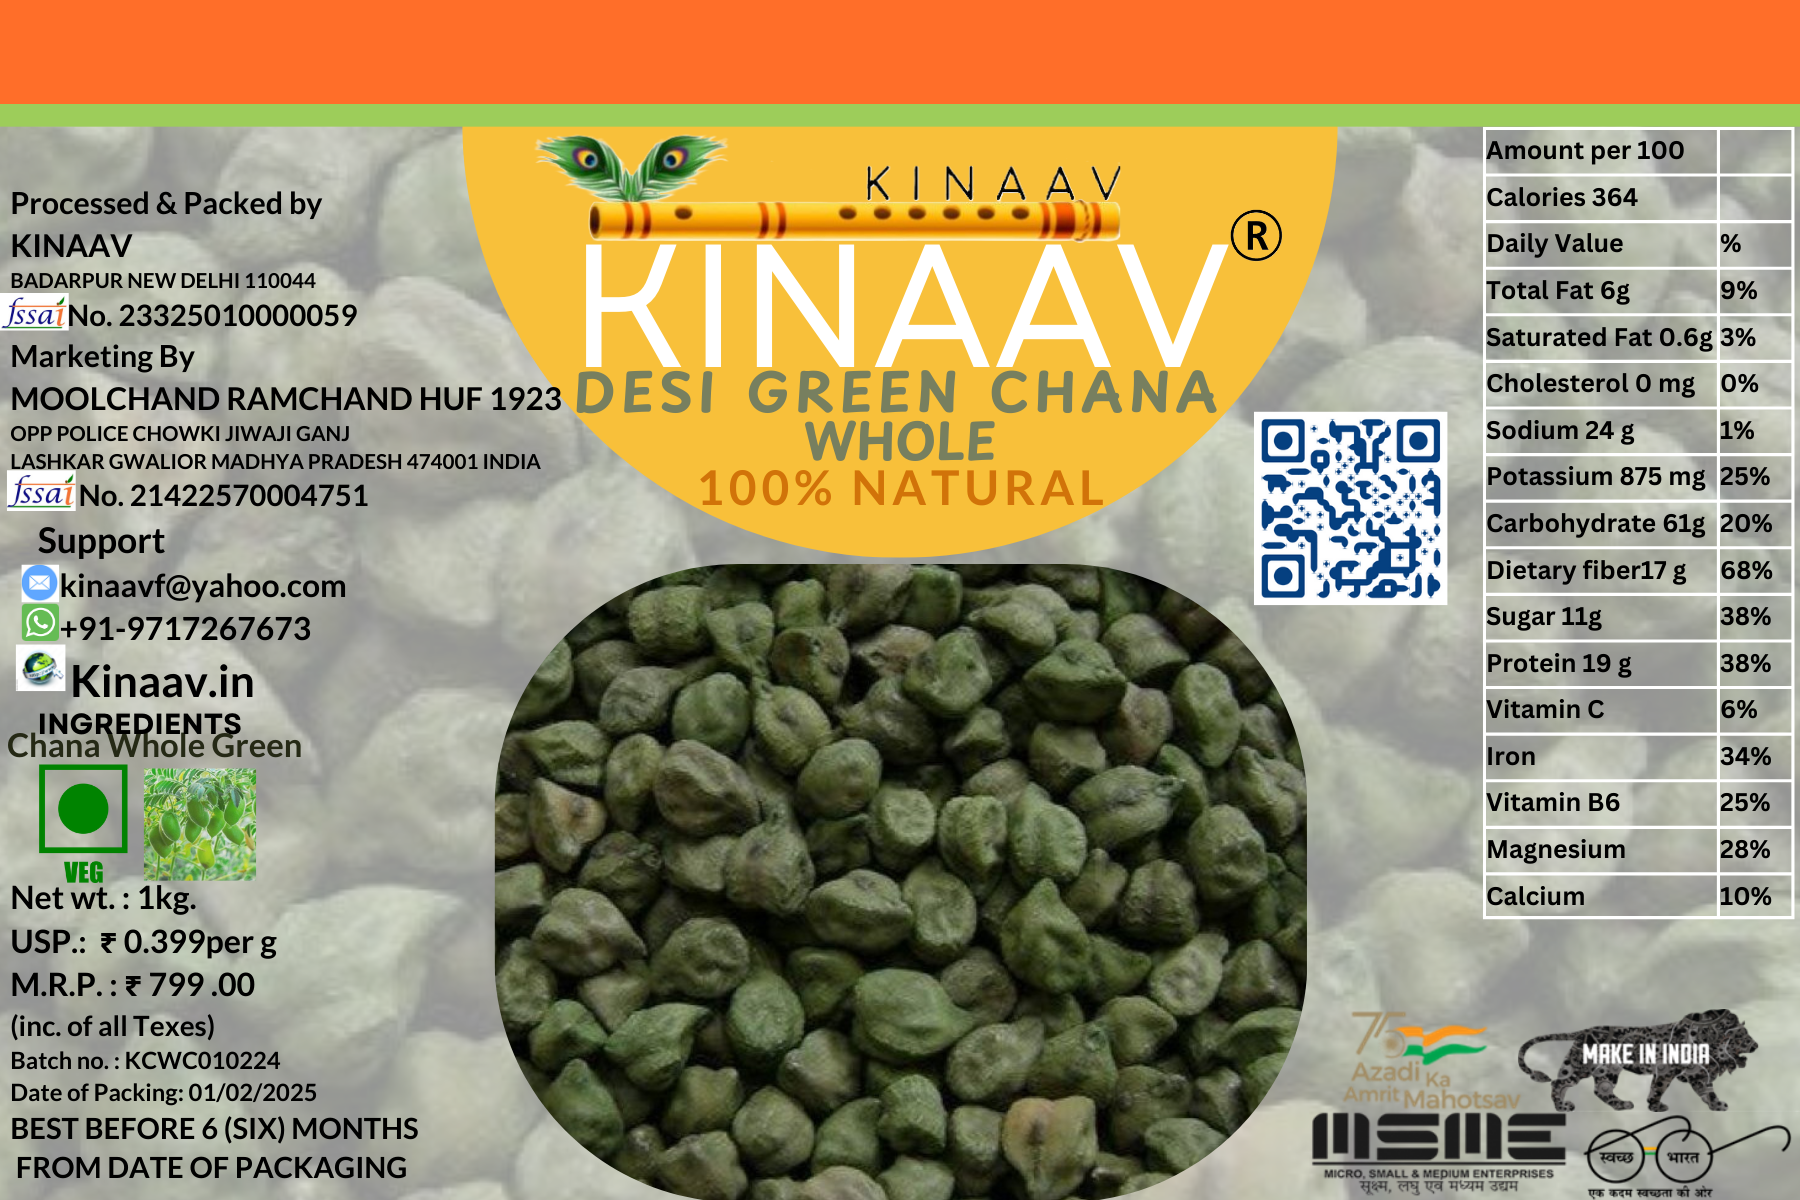 Processed & Packed by
KINAAV
BADARPUR NEW DELHI 110044
fssai No. 23325010000059
Marketing By
MOOLCHAND RAMCHAND HUF 1923
OPP POLICE CHOWKI JIWAJI GANJ
LASHKAR GWALIOR MADHYA PRADESH 474001 INDIA
fssai No. 21422570004751
Support
kinaavf@yahoo.com
+91-9717267673
Kinaav.in
INGREDIENTS
Chana Whole Green
VEG
Net wt. : 1kg.
USP.: ₹ 0.399per g
M.R.P. : ₹ 799 .00
(inc. of all Texes)
Batch no. : KCWC010224
Date of Packing: 01/02/2025
BEST BEFORE 6 (SIX) MONTHS
FROM DATE OF PACKAGING
KINAAV
KINAAV®
DESI GREEN CHANA
WHOLE
100% NATURAL
Amount per 100
Calories 364
Daily Value %
Total Fat 6g 9%
Saturated Fat 0.6g 3%
Cholesterol 0 mg 0%
Sodium 24 g 1%
Potassium 875 mg 25%
Carbohydrate 61g 20%
Dietary fiber17 g 68%
Sugar 11g 38%
Protein 19 g 38%
Vitamin C 6%
Iron 34%
Vitamin B6 25%
Magnesium 28%
Calcium 10%
75
Azadi Ka
Amrit Mahotsav
MAKE IN INDIA
MSME
MICRO, SMALL & MEDIUM ENTERPRISES
सूक्ष्म, लघु एवं मध्यम उद्यम
स्वच्छ भारत
एक कदम स्वच्छता की ओर